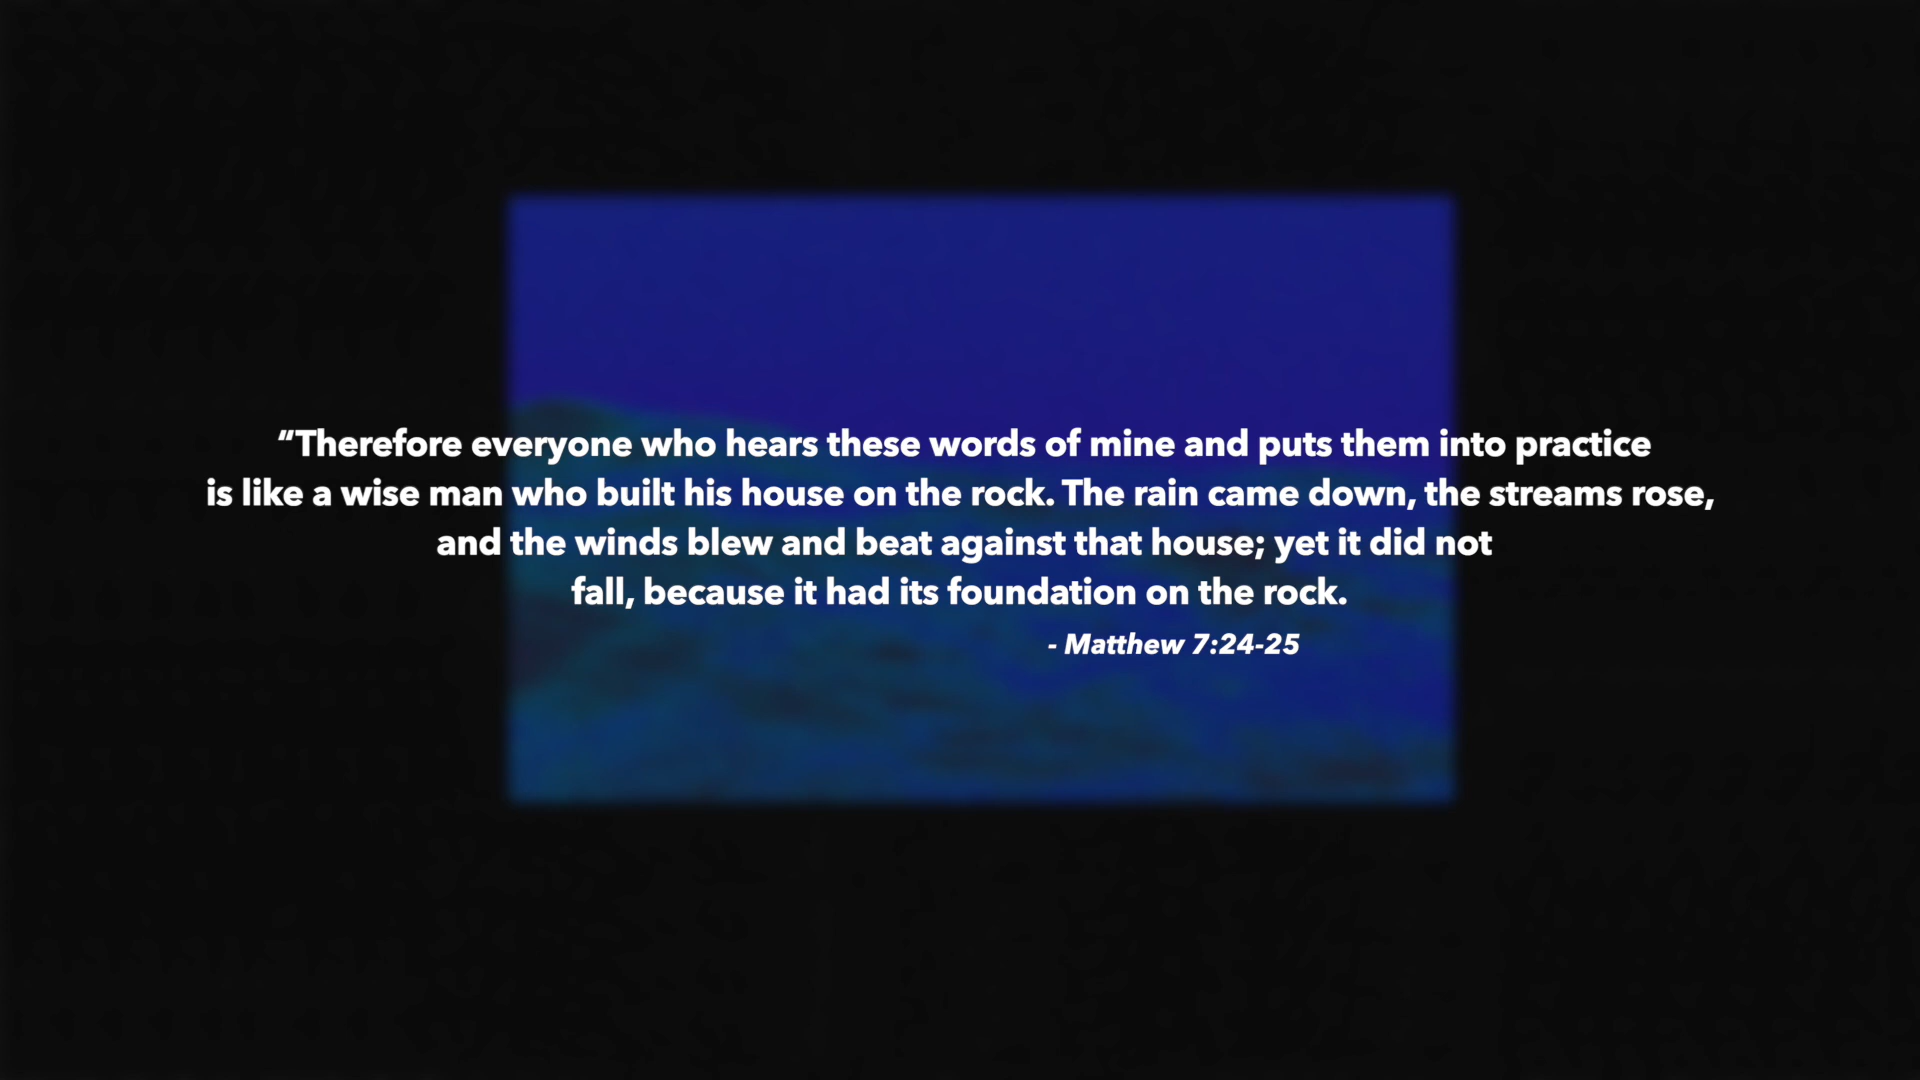 “Therefore everyone who hears these words of mine and puts them into practice
is like a wise man who built his house on the rock. The rain came down, the streams rose,
and the winds blew and beat against that house; yet it did not
fall, because it had its foundation on the rock.
- Matthew 7:24-25